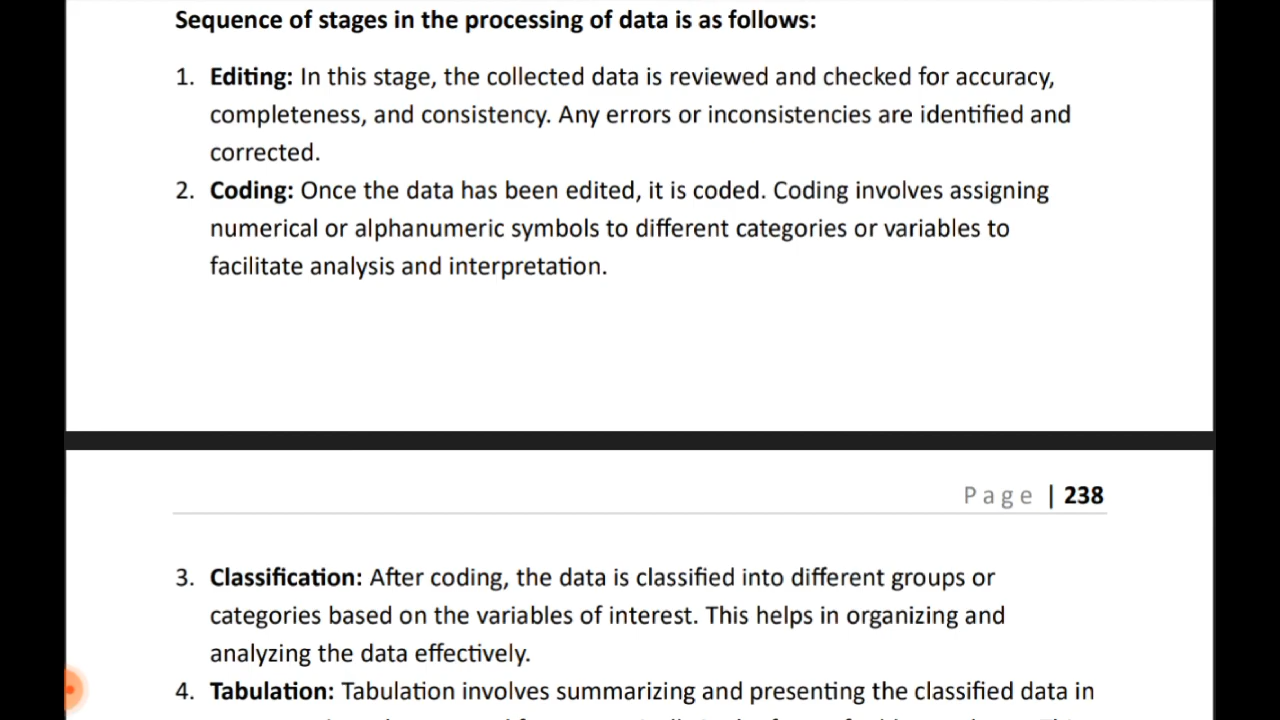 Sequence of stages in the processing of data is as follows:
1. Editing: In this stage, the collected data is reviewed and checked for accuracy,
completeness, and consistency. Any errors or inconsistencies are identified and
corrected.
2. Coding: Once the data has been edited, it is coded. Coding involves assigning
numerical or alphanumeric symbols to different categories or variables to
facilitate analysis and interpretation.
Page | 238
3. Classification: After coding, the data is classified into different groups or
categories based on the variables of interest. This helps in organizing and
analyzing the data effectively.
4. Tabulation: Tabulation involves summarizing and presenting the classified data in